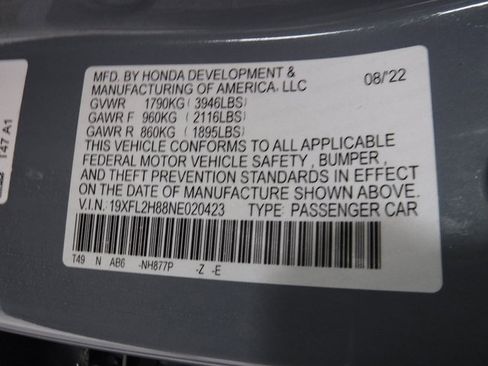 MFD. BY HONDA DEVELOPMENT &
MANUFACTURING OF AMERICA, LLC 08/'22
GVWR 1790KG (3946LBS)
GAWR F 960KG (2116LBS)
GAWR R 860KG (1895LBS)
THIS VEHICLE CONFORMS TO ALL APPLICABLE
FEDERAL MOTOR VEHICLE SAFETY, BUMPER,
AND THEFT PREVENTION STANDARDS IN EFFECT
ON THE DATE OF MANUFACTURE SHOWN ABOVE.
V.I.N.: 19XFL2H88NE020423 TYPE: PASSENGER CAR
T49 N AB6 -NH877P -Z -E
T47 A1